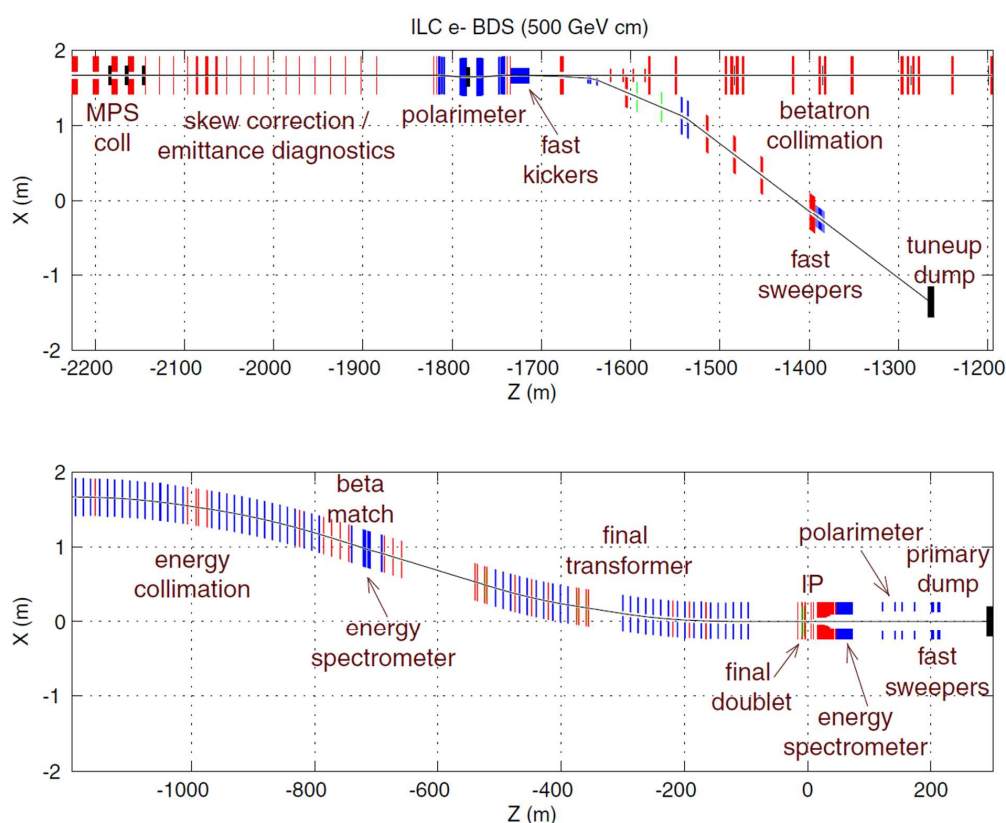 ILC e- BDS (500 GeV cm)
2
1
0
-1
-2
X (m)
MPS
coll
skew correction /
emittance diagnostics
polarimeter
fast
kickers
betatron
collimation
fast
sweepers
tuneup
dump
-2200 -2100 -2000 -1900 -1800 -1700 -1600 -1500 -1400 -1300 -1200
Z (m)
2
1
0
-1
-2
X (m)
energy
collimation
beta
match
energy
spectrometer
final
transformer
final
doublet
IP
polarimeter
primary
dump
energy
spectrometer
fast
sweepers
-1000 -800 -600 -400 -200 0 200
Z (m)